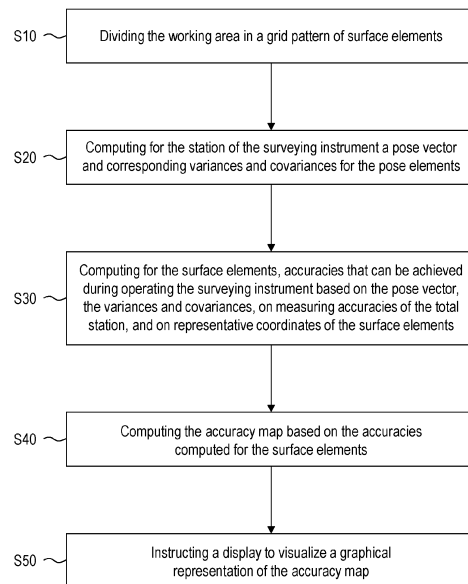 S10
Dividing the working area in a grid pattern of surface elements
S20
Computing for the station of the surveying instrument a pose vector
and corresponding variances and covariances for the pose elements
S30
Computing for the surface elements, accuracies that can be achieved
during operating the surveying instrument based on the pose vector,
the variances and covariances, on measuring accuracies of the total
station, and on representative coordinates of the surface elements
S40
Computing the accuracy map based on the accuracies
computed for the surface elements
S50
Instructing a display to visualize a graphical
representation of the accuracy map